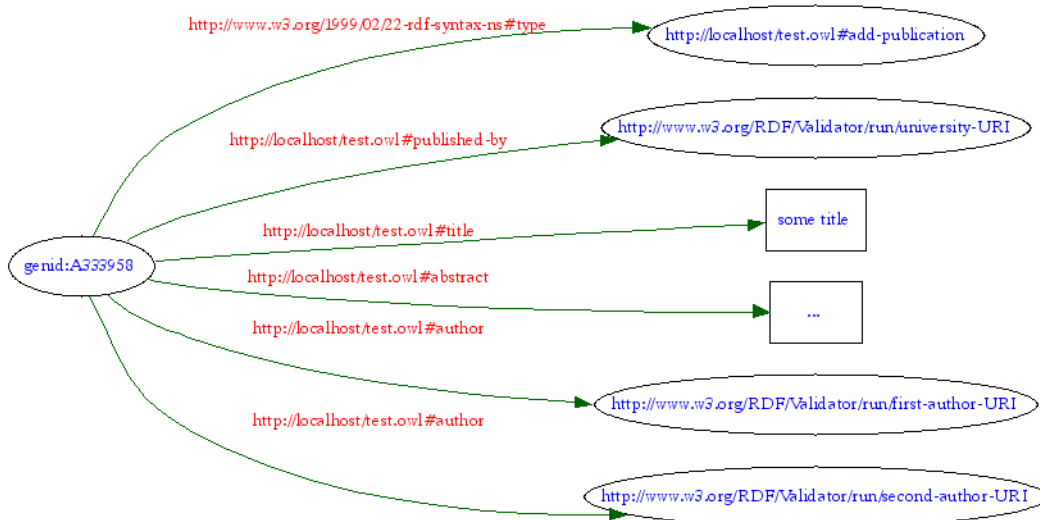 http://www.w3.org/1999/02/22-rdf-syntax-ns#type
http://localhost/test.owl#add-publication
http://www.w3.org/RDF/Validator/run/university-URI
http://localhost/test.owl#published-by
some title
http://localhost/test.owl#title
genid:A333958
http://localhost/test.owl#abstract
...
http://localhost/test.owl#author
http://www.w3.org/RDF/Validator/run/first-author-URI
http://localhost/test.owl#author
http://www.w3.org/RDF/Validator/run/second-author-URI